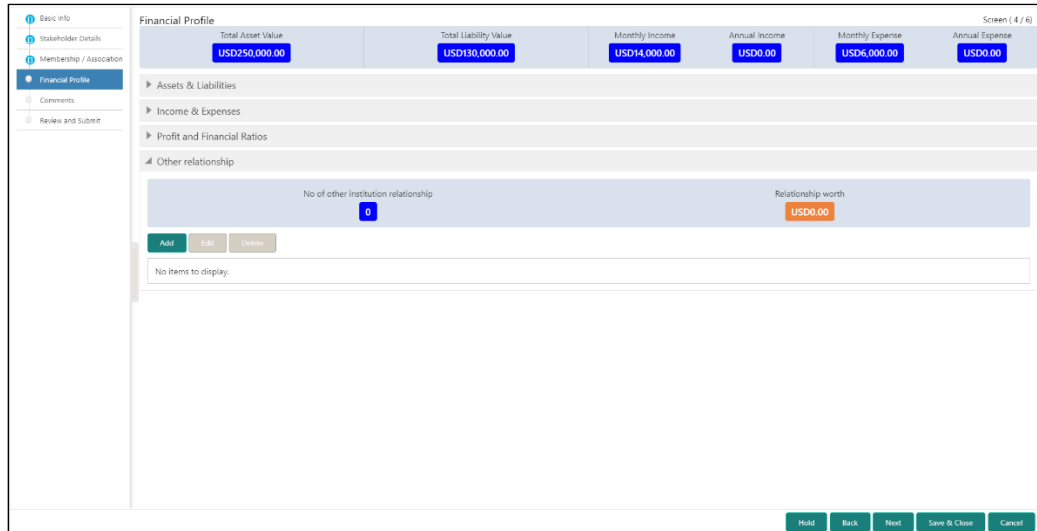 Basic Info
Stakeholder Details
Membership / Association
Financial Profile
Comments
Review and Submit
Financial Profile
Screen ( 4 / 6)
Total Asset Value
USD250,000.00
Total Liability Value
USD130,000.00
Monthly Income
USD14,000.00
Annual Income
USD0.00
Monthly Expense
USD6,000.00
Annual Expense
USD0.00
Assets & Liabilities
Income & Expenses
Profit and Financial Ratios
Other relationship
No of other institution relationship
0
Relationship worth
USD0.00
Add Edit Delete
No items to display.
Hold Back Next Save & Close Cancel